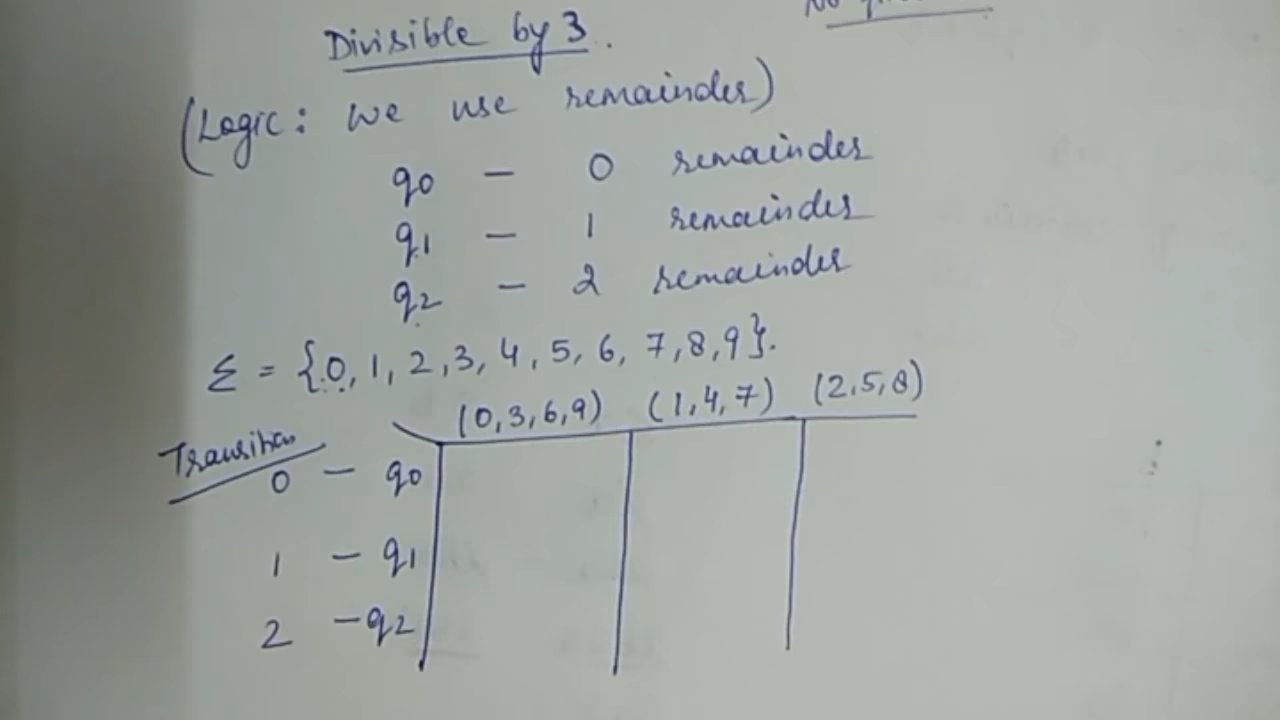 Divisible by 3.
(Logic: we use remainder)
q0 - 0 remainder
q1 - 1 remainder
q2 - 2 remainder
Σ = {0, 1, 2, 3, 4, 5, 6, 7, 8, 9}.
(0, 3, 6, 9) (1, 4, 7) (2, 5, 8)
Transition
0 - q0
1 - q1
2 - q2